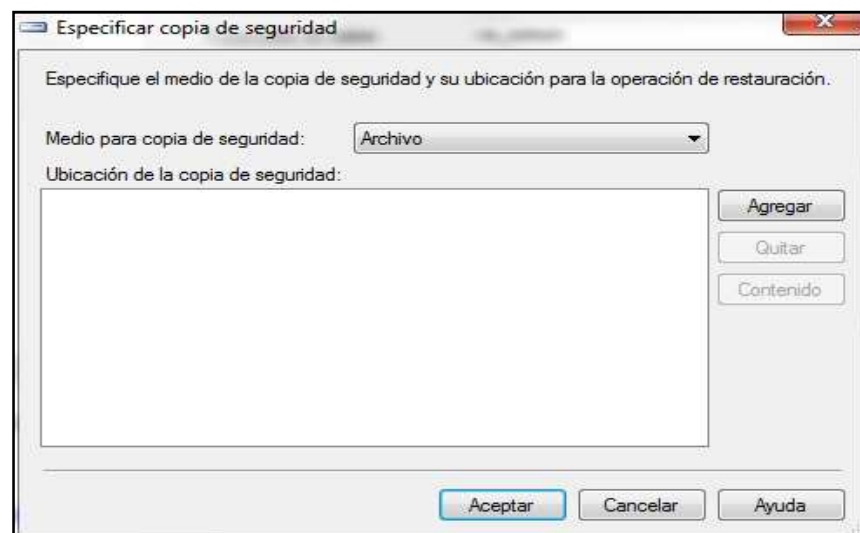 Especificar copia de seguridad
Especifique el medio de la copia de seguridad y su ubicación para la operación de restauración.
Medio para copia de seguridad: Archivo
Ubicación de la copia de seguridad:
Agregar
Quitar
Contenido
Aceptar Cancelar Ayuda